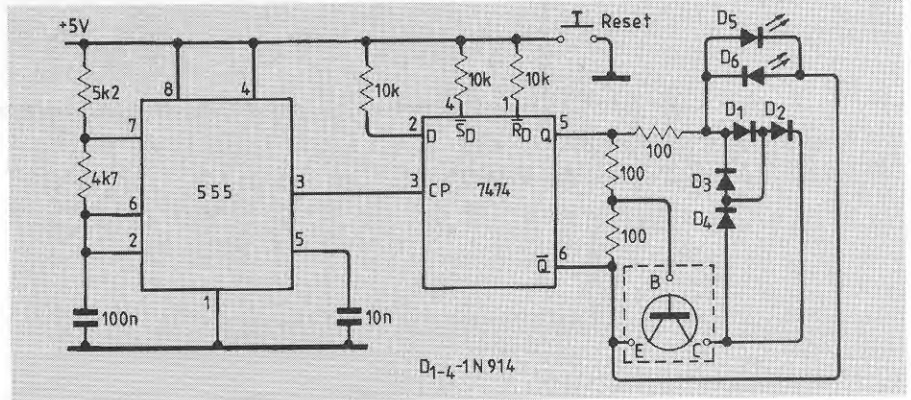 +5V
I Reset
D5
D6
5k2
8
4
10k
10k
10k
4
1
7
2 D
S̅D
R̅D Q
5
D1
D2
4k7
555
3
3
CP 7474
100
100
D3
6
5
D4
2
Q̅
6
100
1
B
100n
10n
E
C
D1-4-1N914